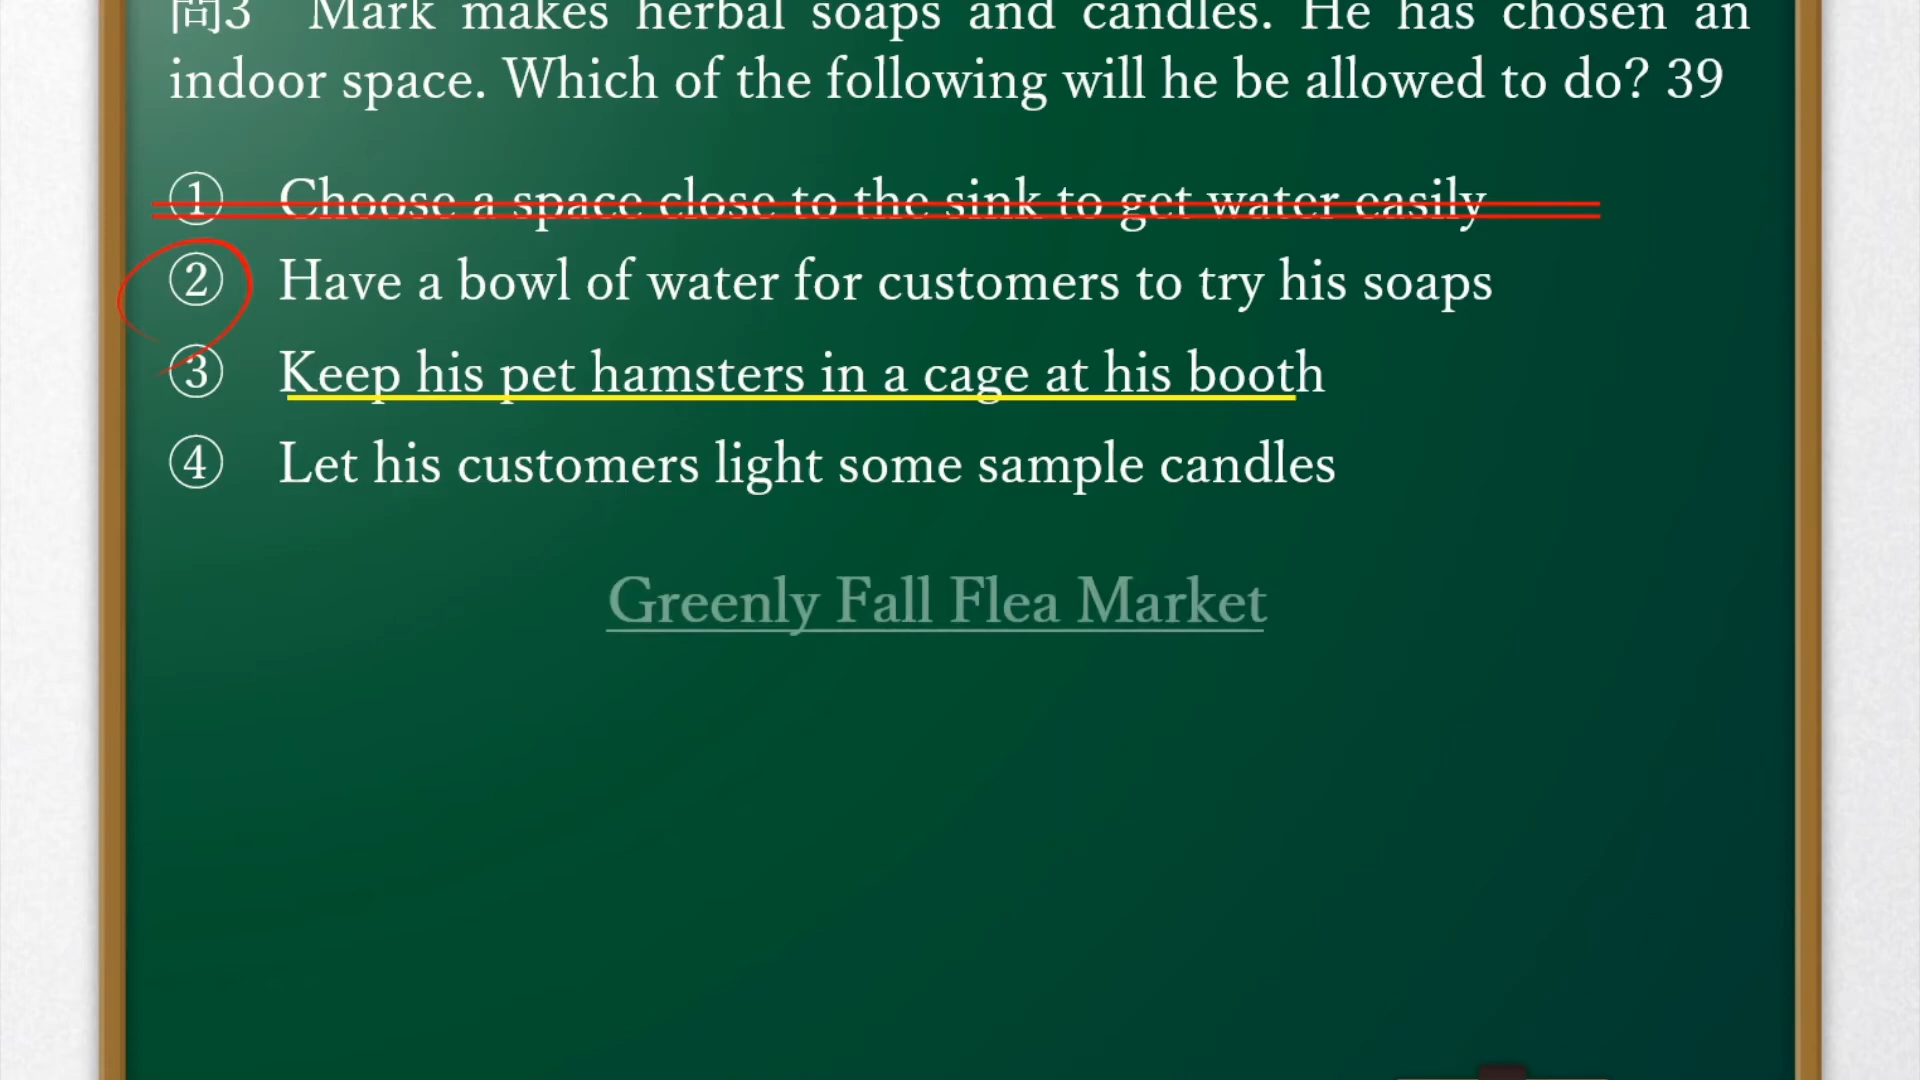 問3 Mark makes herbal soaps and candles. He has chosen an
indoor space. Which of the following will he be allowed to do? 39
① Choose a space close to the sink to get water easily
② Have a bowl of water for customers to try his soaps
③ Keep his pet hamsters in a cage at his booth
④ Let his customers light some sample candles
Greenly Fall Flea Market